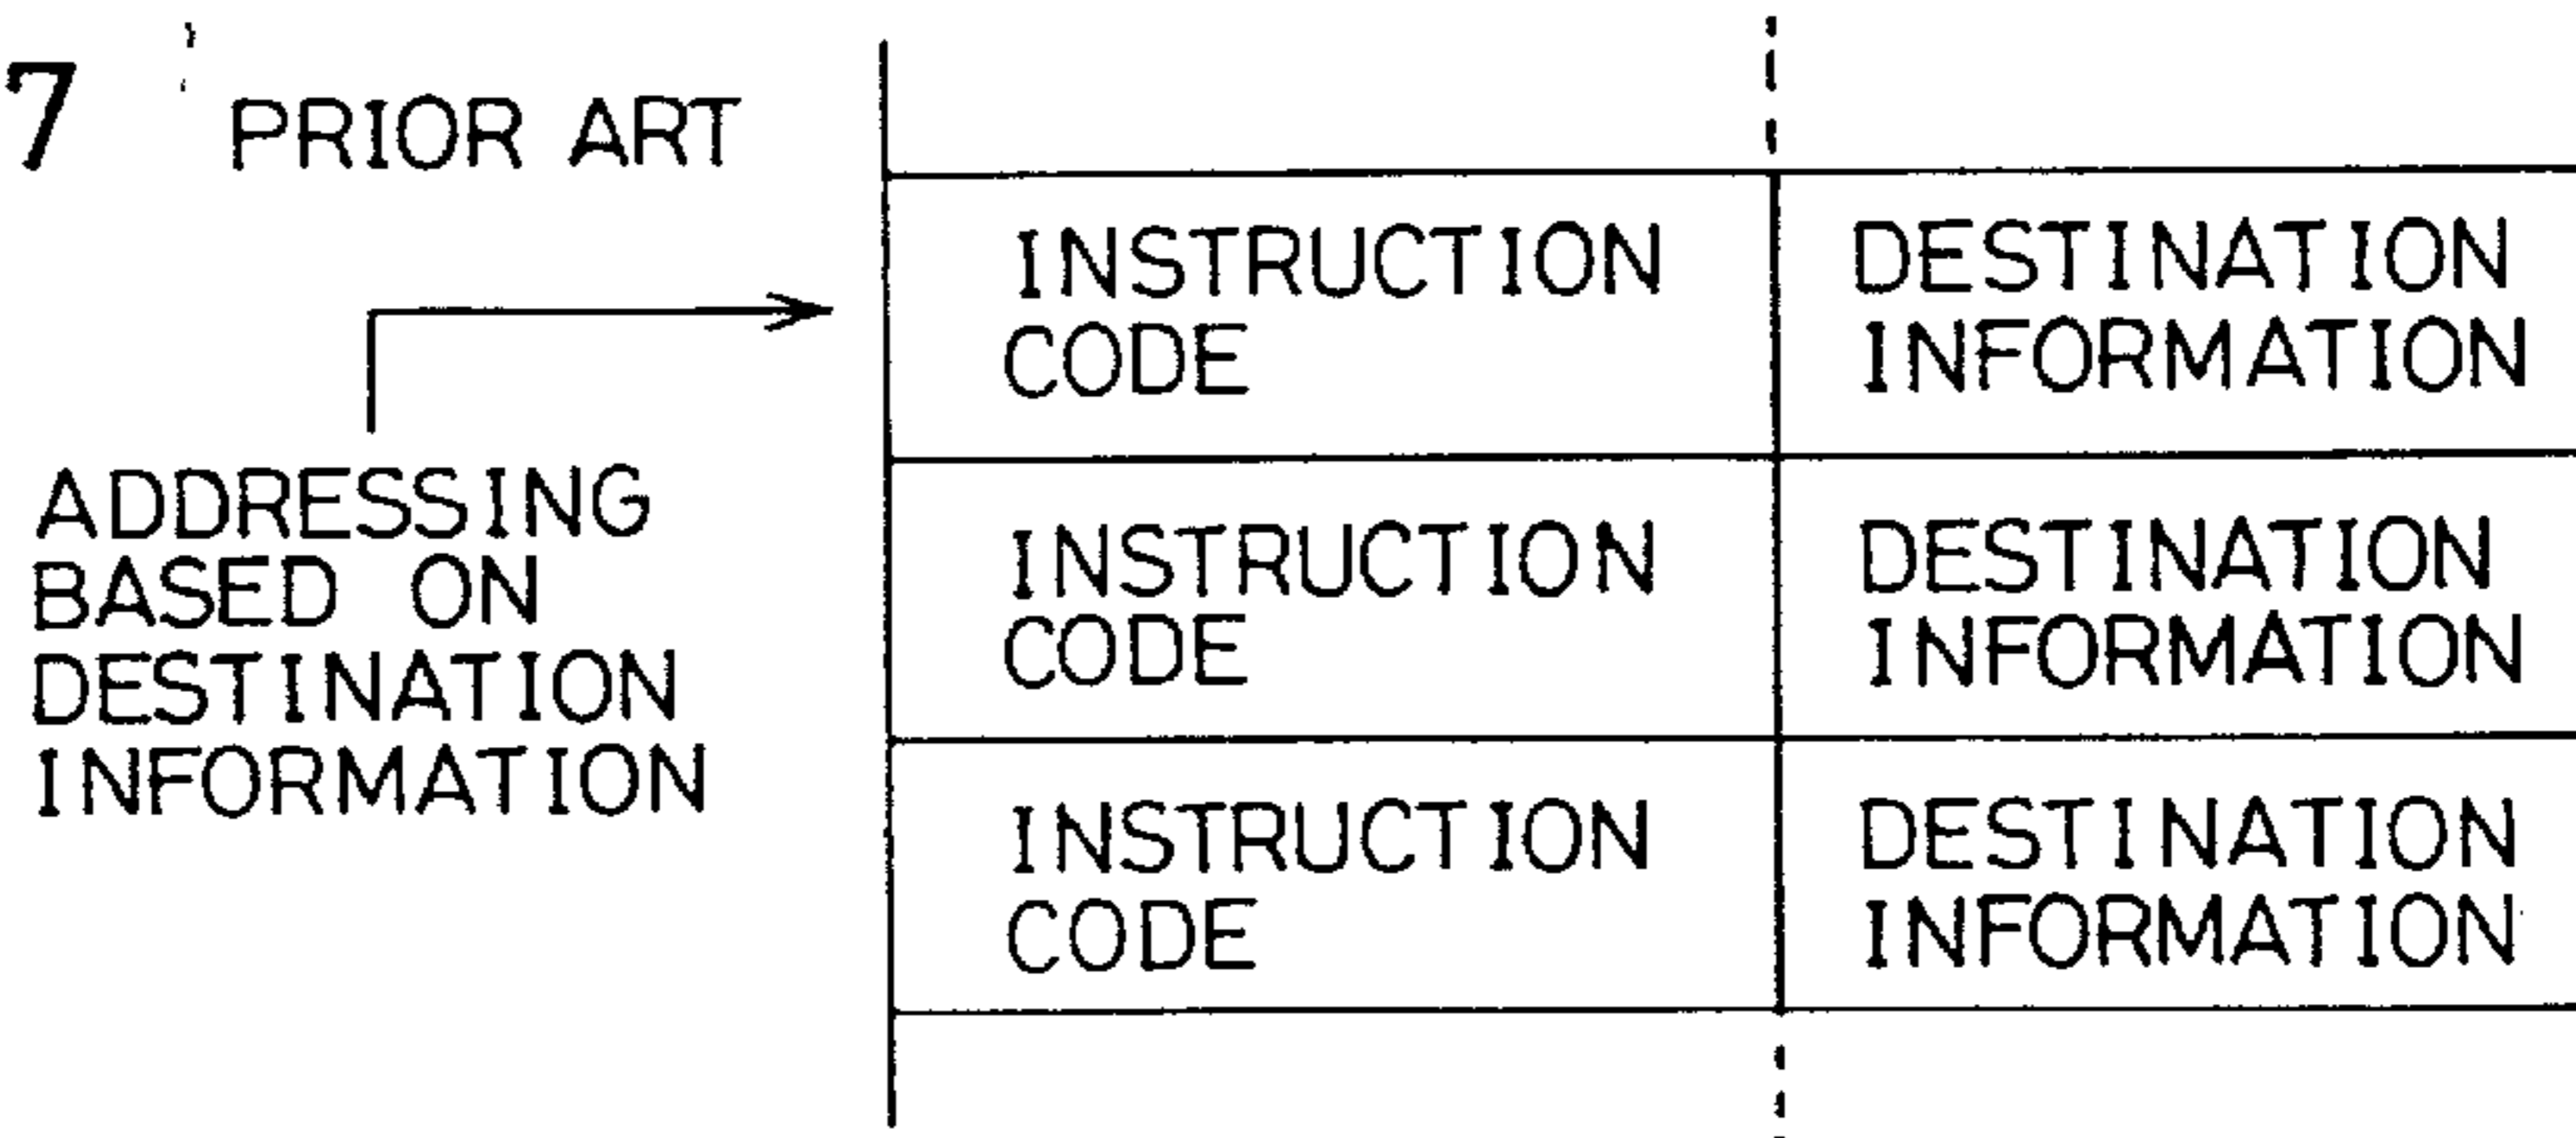 7 PRIOR ART
INSTRUCTION DESTINATION
CODE INFORMATION
ADDRESSING
BASED ON
DESTINATION
INFORMATION
INSTRUCTION DESTINATION
CODE INFORMATION
INSTRUCTION DESTINATION
CODE INFORMATION